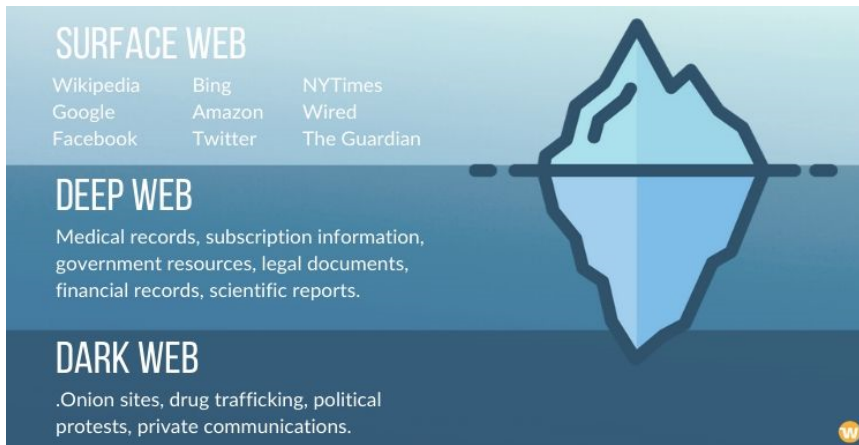 SURFACE WEB
Wikipedia Bing NYTimes
Google Amazon Wired
Facebook Twitter The Guardian
DEEP WEB
Medical records, subscription information,
government resources, legal documents,
financial records, scientific reports.
DARK WEB
.Onion sites, drug trafficking, political
protests, private communications.
W